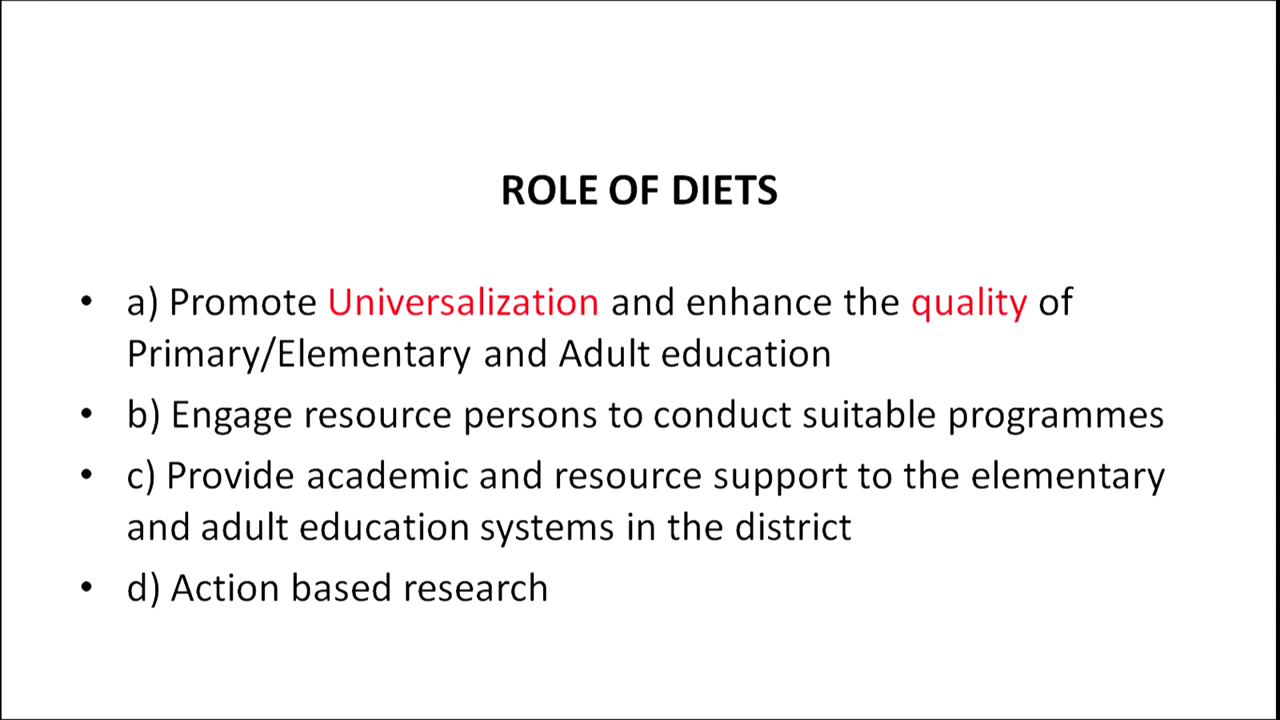 ROLE OF DIETS
• a) Promote Universalization and enhance the quality of
Primary/Elementary and Adult education
• b) Engage resource persons to conduct suitable programmes
• c) Provide academic and resource support to the elementary
and adult education systems in the district
• d) Action based research